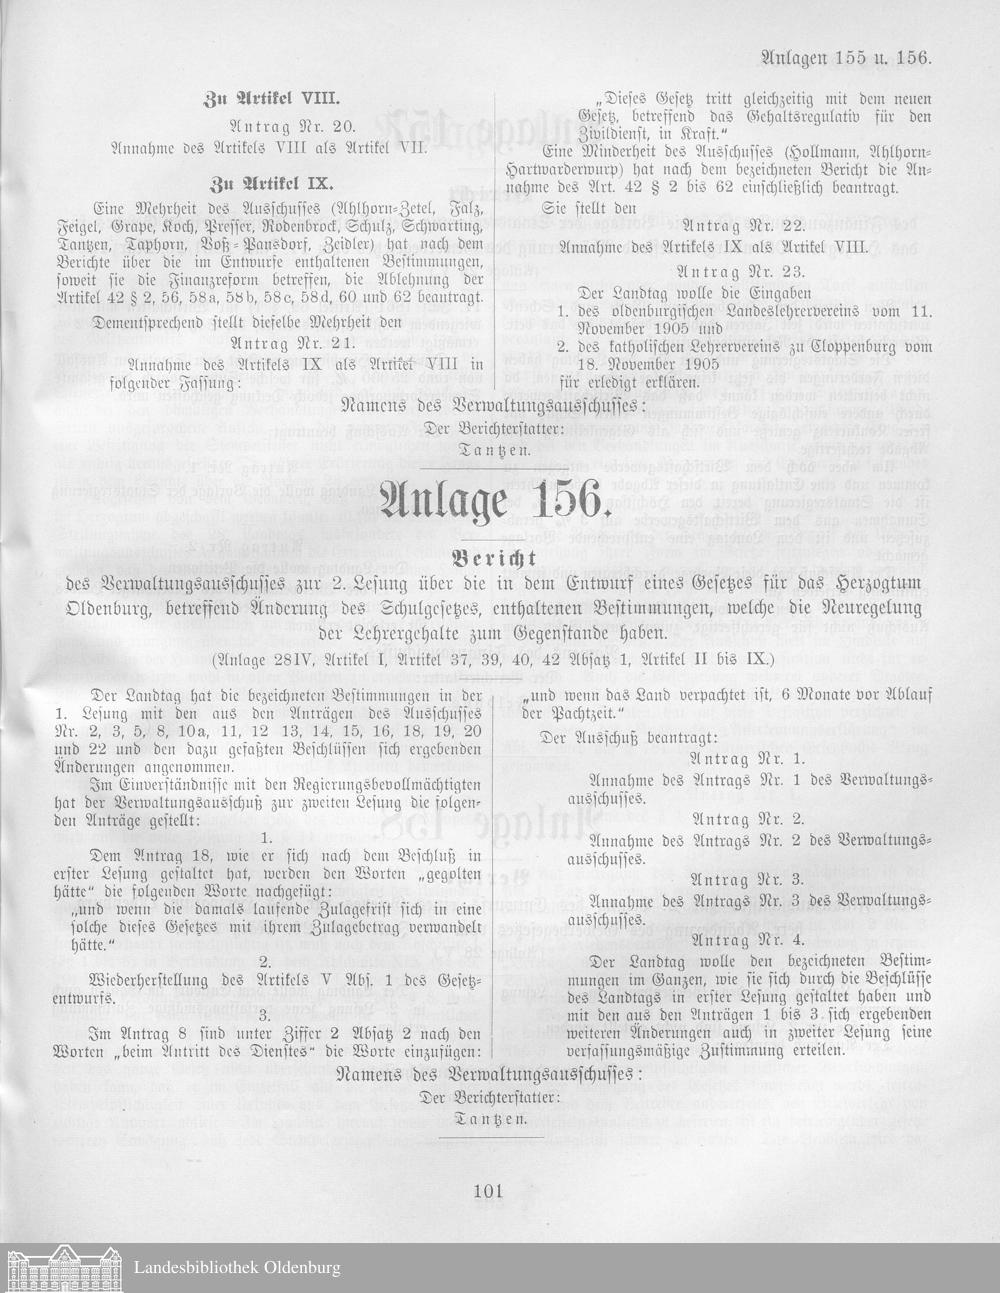 Anlagen 155 u. 156.
Zu Artikel VIII.
Antrag Nr. 20.
Annahme des Artikels VIII als Artikel VII.
Zu Artikel IX.
Eine Mehrheit des Ausschusses (Ahlhorn-Zetel, Falz,
Feigel, Grape, Koch, Presser, Rodenbrock, Schulz, Schwarting,
Tantzen, Taphorn, Voß-Pansdorf, Zeidler) hat nach dem
Berichte über die im Entwurfe enthaltenen Bestimmungen,
soweit sie die Finanzreform betreffen, die Ablehnung der
Artikel 42 § 2, 56, 58a, 58b, 58c, 58d, 60 und 62 beantragt.
Dementsprechend stellt dieselbe Mehrheit den
Antrag Nr. 21.
Annahme des Artikels IX als Artikel VIII in
folgender Fassung:
„Dieses Gesetz tritt gleichzeitig mit dem neuen
Gesetz, betreffend das Gehaltsregulativ für den
Zivildienst, in Kraft.“
Eine Minderheit des Ausschusses (Hollmann, Ahlhorn-
Hartwarderwurp) hat nach dem bezeichneten Bericht die An-
nahme des Art. 42 § 2 bis 62 einschließlich beantragt.
Sie stellt den
Antrag Nr. 22.
Annahme des Artikels IX als Artikel VIII.
Antrag Nr. 23.
Der Landtag wolle die Eingaben
1. des oldenburgischen Landeslehrervereins vom 11.
November 1905 und
2. des katholischen Lehrervereins zu Cloppenburg vom
18. November 1905
für erledigt erklären.
Namens des Verwaltungsausschusses:
Der Berichterstatter:
Tantzen.
Anlage 156.
Bericht
des Verwaltungsausschusses zur 2. Lesung über die in dem Entwurf eines Gesetzes für das Herzogtum
Oldenburg, betreffend Änderung des Schulgesetzes, enthaltenen Bestimmungen, welche die Neuregelung
der Lehrergehalte zum Gegenstande haben.
(Anlage 28IV, Artikel I, Artikel 37, 39, 40, 42 Absatz 1, Artikel II bis IX.)
Der Landtag hat die bezeichneten Bestimmungen in der
1. Lesung mit den aus den Anträgen des Ausschusses
Nr. 2, 3, 5, 8, 10a, 11, 12 13, 14, 15, 16, 18, 19, 20
und 22 und den dazu gefaßten Beschlüssen sich ergebenden
Änderungen angenommen.
Im Einverständnisse mit den Regierungsbevollmächtigten
hat der Verwaltungsausschuß zur zweiten Lesung die folgen-
den Anträge gestellt:
1.
Dem Antrag 18, wie er sich nach dem Beschluß in
erster Lesung gestaltet hat, werden den Worten „gegolten
hätte“ die folgenden Worte nachgefügt:
„und wenn die damals laufende Zulagefrist sich in eine
solche dieses Gesetzes mit ihrem Zulagebetrag verwandelt
hätte.“
2.
Wiederherstellung des Artikels V Abs. 1 des Gesetz-
entwurfs.
3.
Im Antrag 8 sind unter Ziffer 2 Absatz 2 nach den
Worten „beim Antritt des Dienstes“ die Worte einzufügen:
„und wenn das Land verpachtet ist, 6 Monate vor Ablauf
der Pachtzeit.“
Der Ausschuß beantragt:
Antrag Nr. 1.
Annahme des Antrags Nr. 1 des Verwaltungs-
ausschusses.
Antrag Nr. 2.
Annahme des Antrags Nr. 2 des Verwaltungs-
ausschusses.
Antrag Nr. 3.
Annahme des Antrags Nr. 3 des Verwaltungs-
ausschusses.
Antrag Nr. 4.
Der Landtag wolle den bezeichneten Bestim-
mungen im Ganzen, wie sie sich durch die Beschlüsse
des Landtags in erster Lesung gestaltet haben und
mit den aus den Anträgen 1 bis 3 sich ergebenden
weiteren Änderungen auch in zweiter Lesung seine
verfassungsmäßige Zustimmung erteilen.
Namens des Verwaltungsausschusses:
Der Berichterstatter:
Tantzen.
101
Landesbibliothek Oldenburg